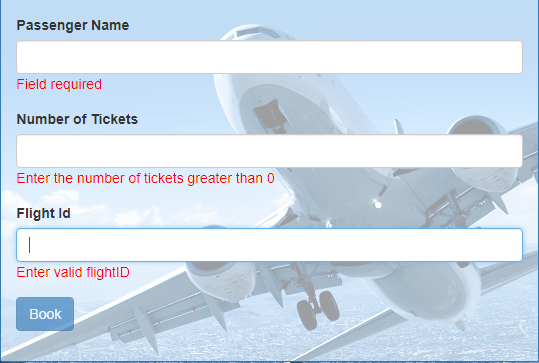 Passenger Name
Field required
Number of Tickets
Enter the number of tickets greater than 0
Flight Id
Enter valid flightID
Book